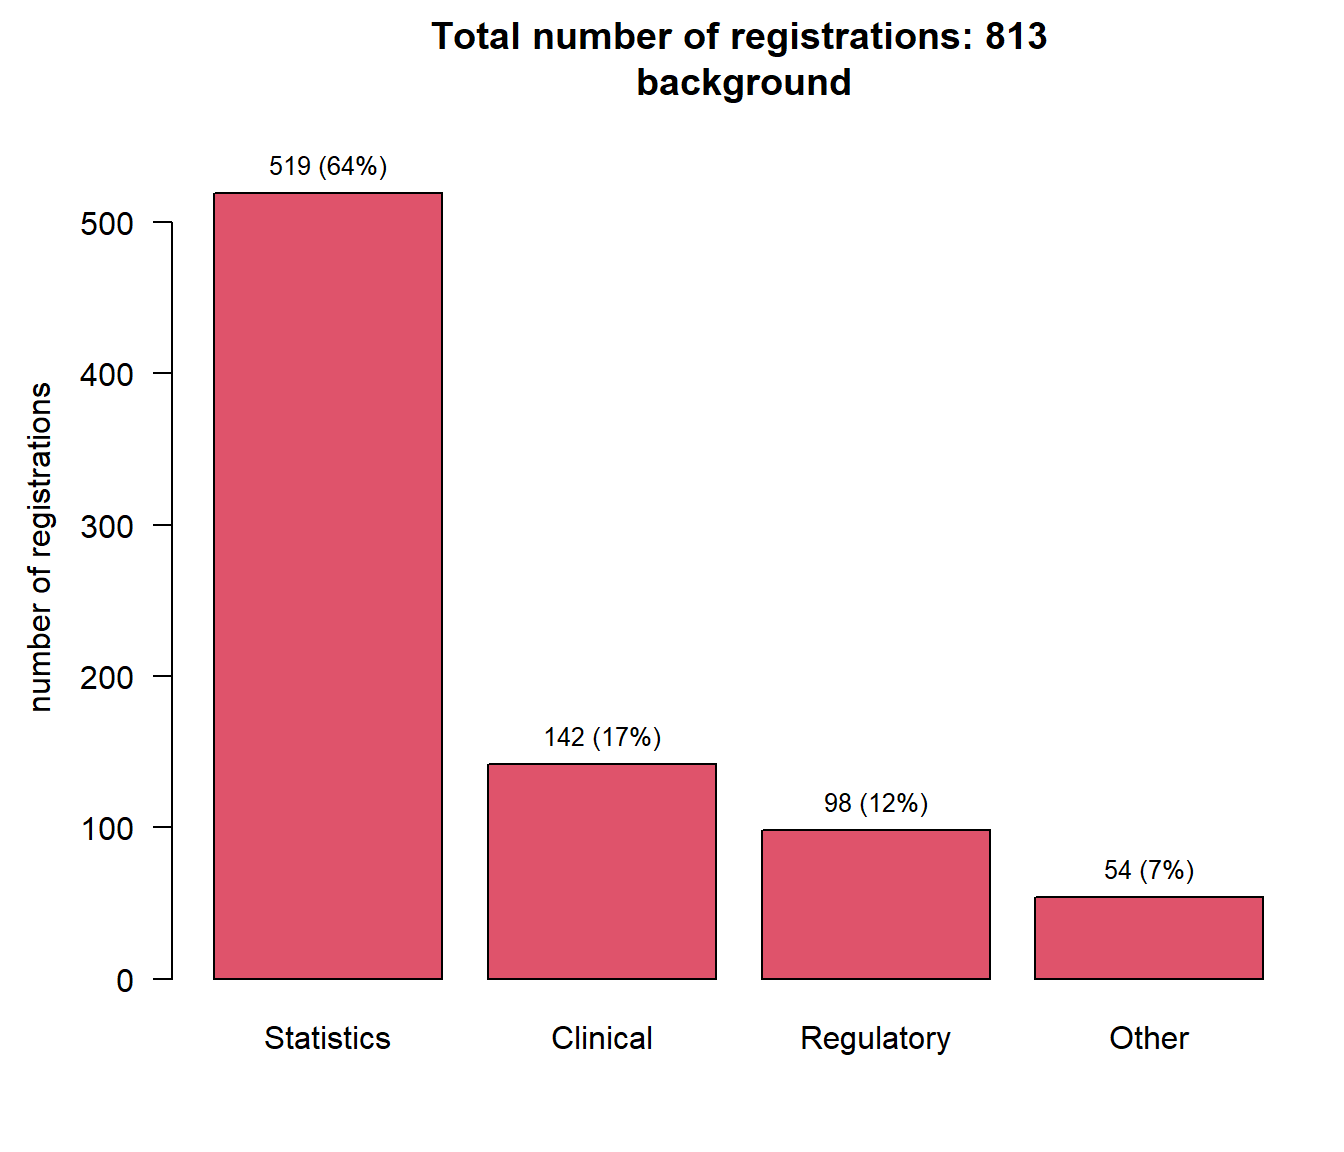 Total number of registrations: 813
background
519 (64%)
500
400
300
200
100
0
number of registrations
142 (17%)
98 (12%)
54 (7%)
Statistics
Clinical
Regulatory
Other